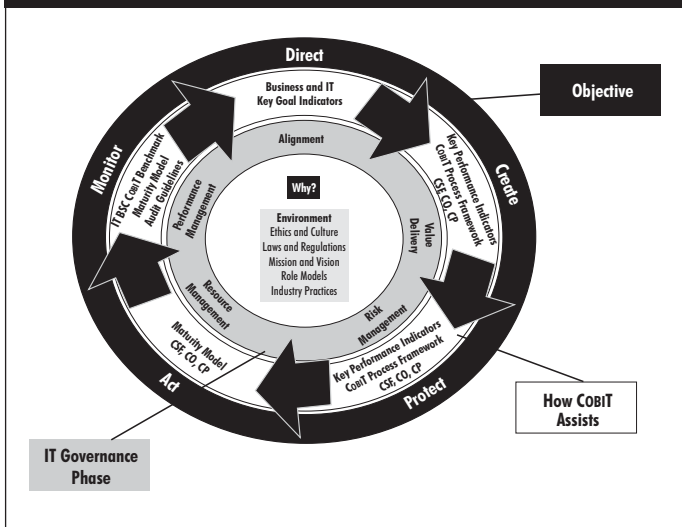 Direct
Business and IT
Key Goal Indicators
Alignment
Objective
Create
Key Performance Indicators
COBIT Process Framework
CSF, CO, CP
Value
Delivery
Why?
Environment
Ethics and Culture
Laws and Regulations
Mission and Vision
Role Models
Industry Practices
Monitor
IT BSC COBIT Benchmark
Maturity Model
Audit Guidelines
Performance
Management
Resource
Management
Risk
Management
Maturity Model
CSF, CO, CP
Key Performance Indicators
COBIT Process Framework
CSF, CO, CP
Act
Protect
How COBIT
Assists
IT Governance
Phase